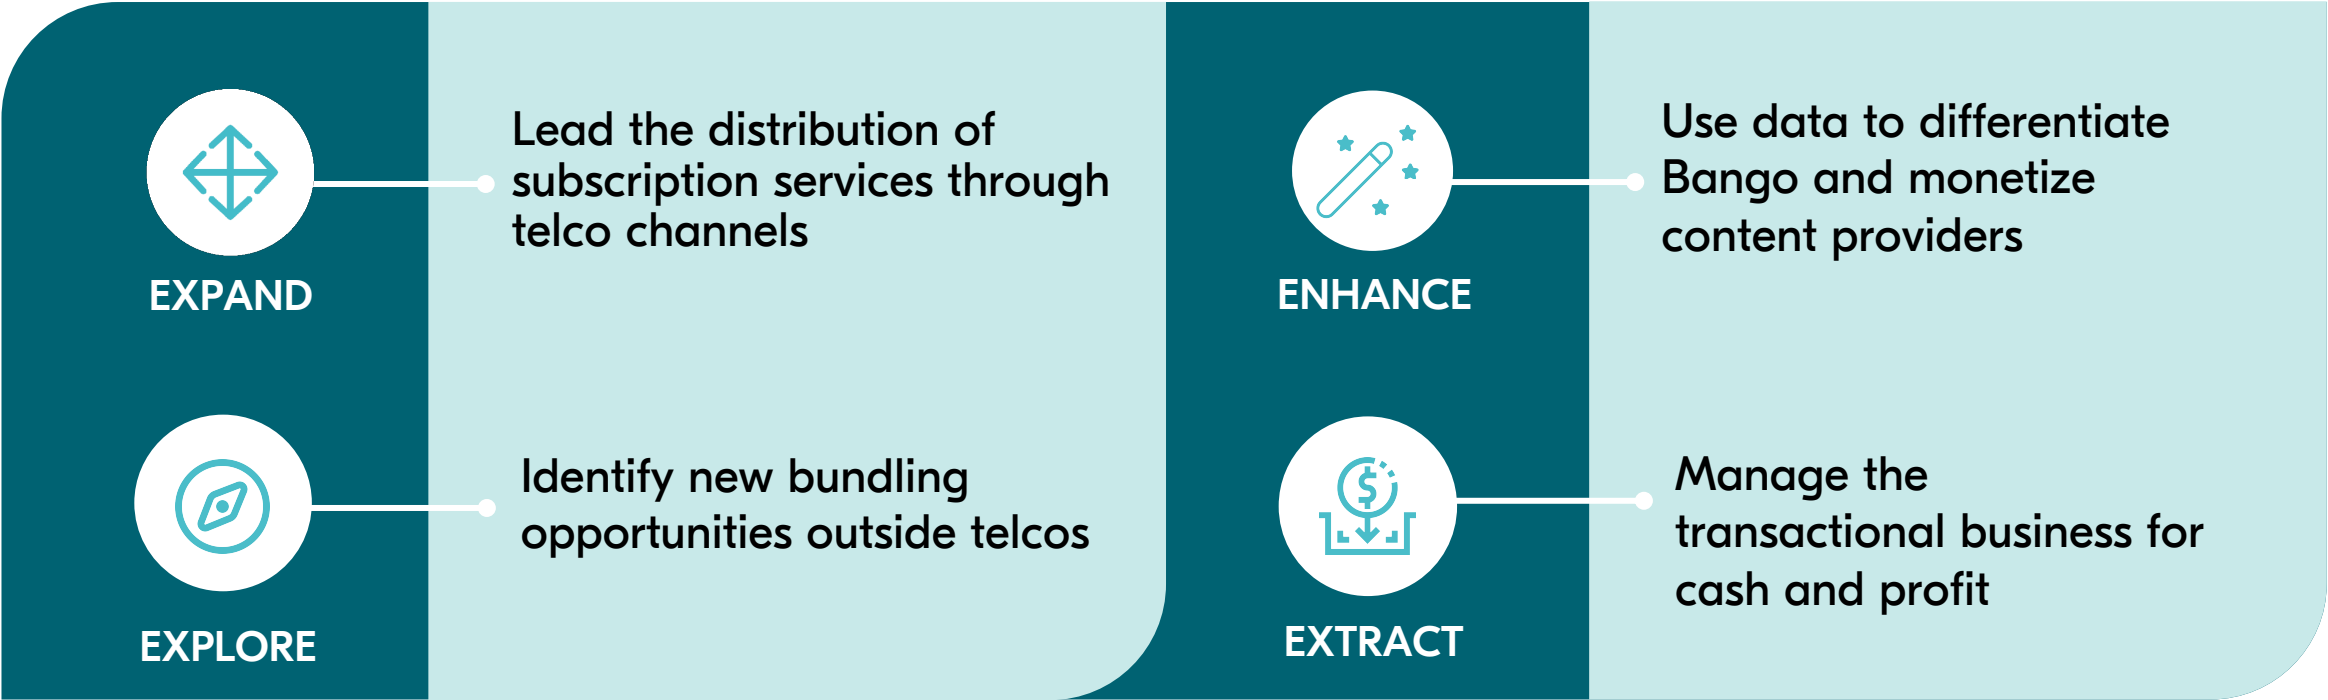 EXPAND
Lead the distribution of
subscription services through
telco channels
EXPLORE
Identify new bundling
opportunities outside telcos
ENHANCE
Use data to differentiate
Bango and monetize
content providers
EXTRACT
Manage the
transactional business for
cash and profit